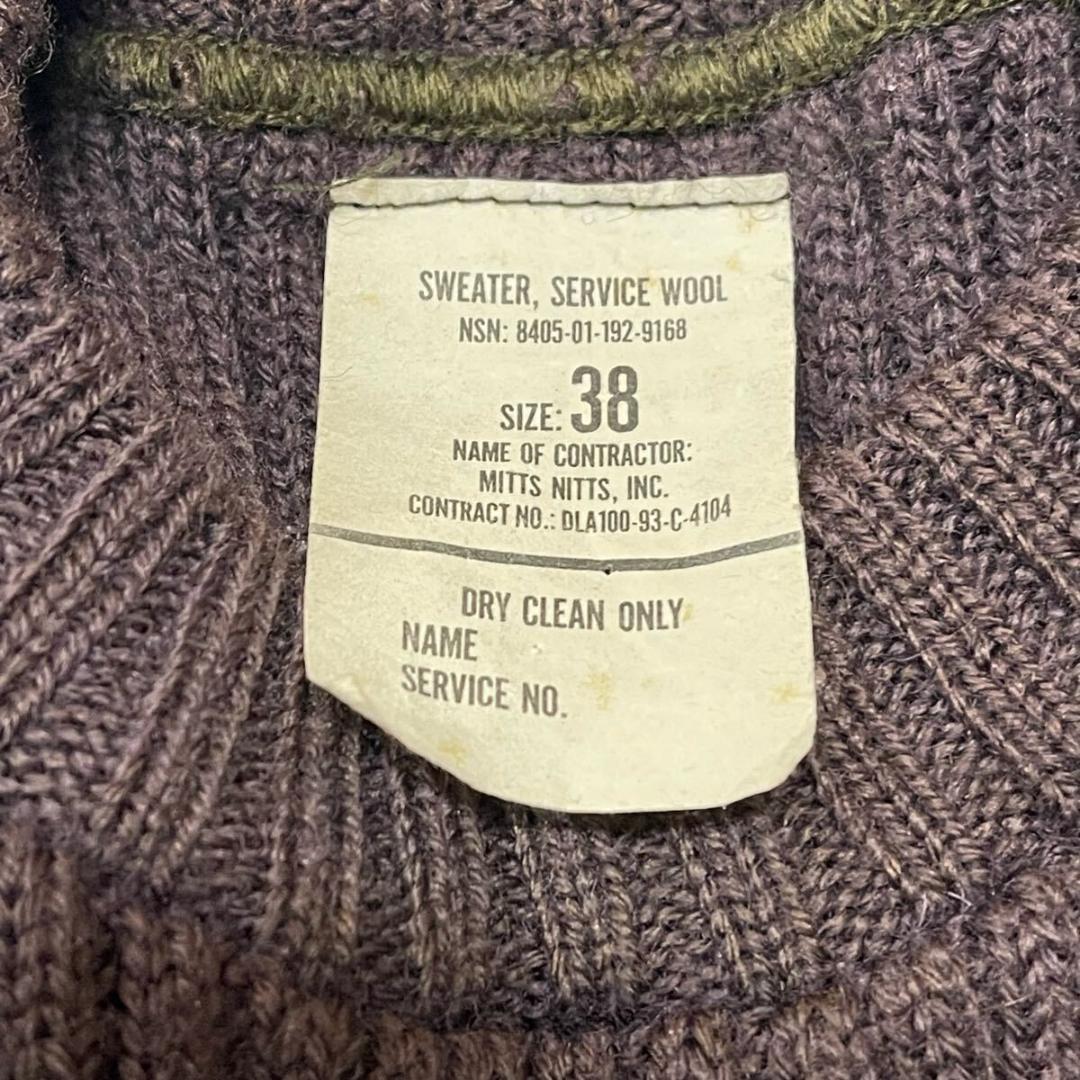 SWEATER, SERVICE WOOL
NSN: 8405-01-192-9168
SIZE: 38
NAME OF CONTRACTOR:
MITTS NITTS, INC.
CONTRACT NO.: DLA100-93-C-4104
DRY CLEAN ONLY
NAME
SERVICE NO.